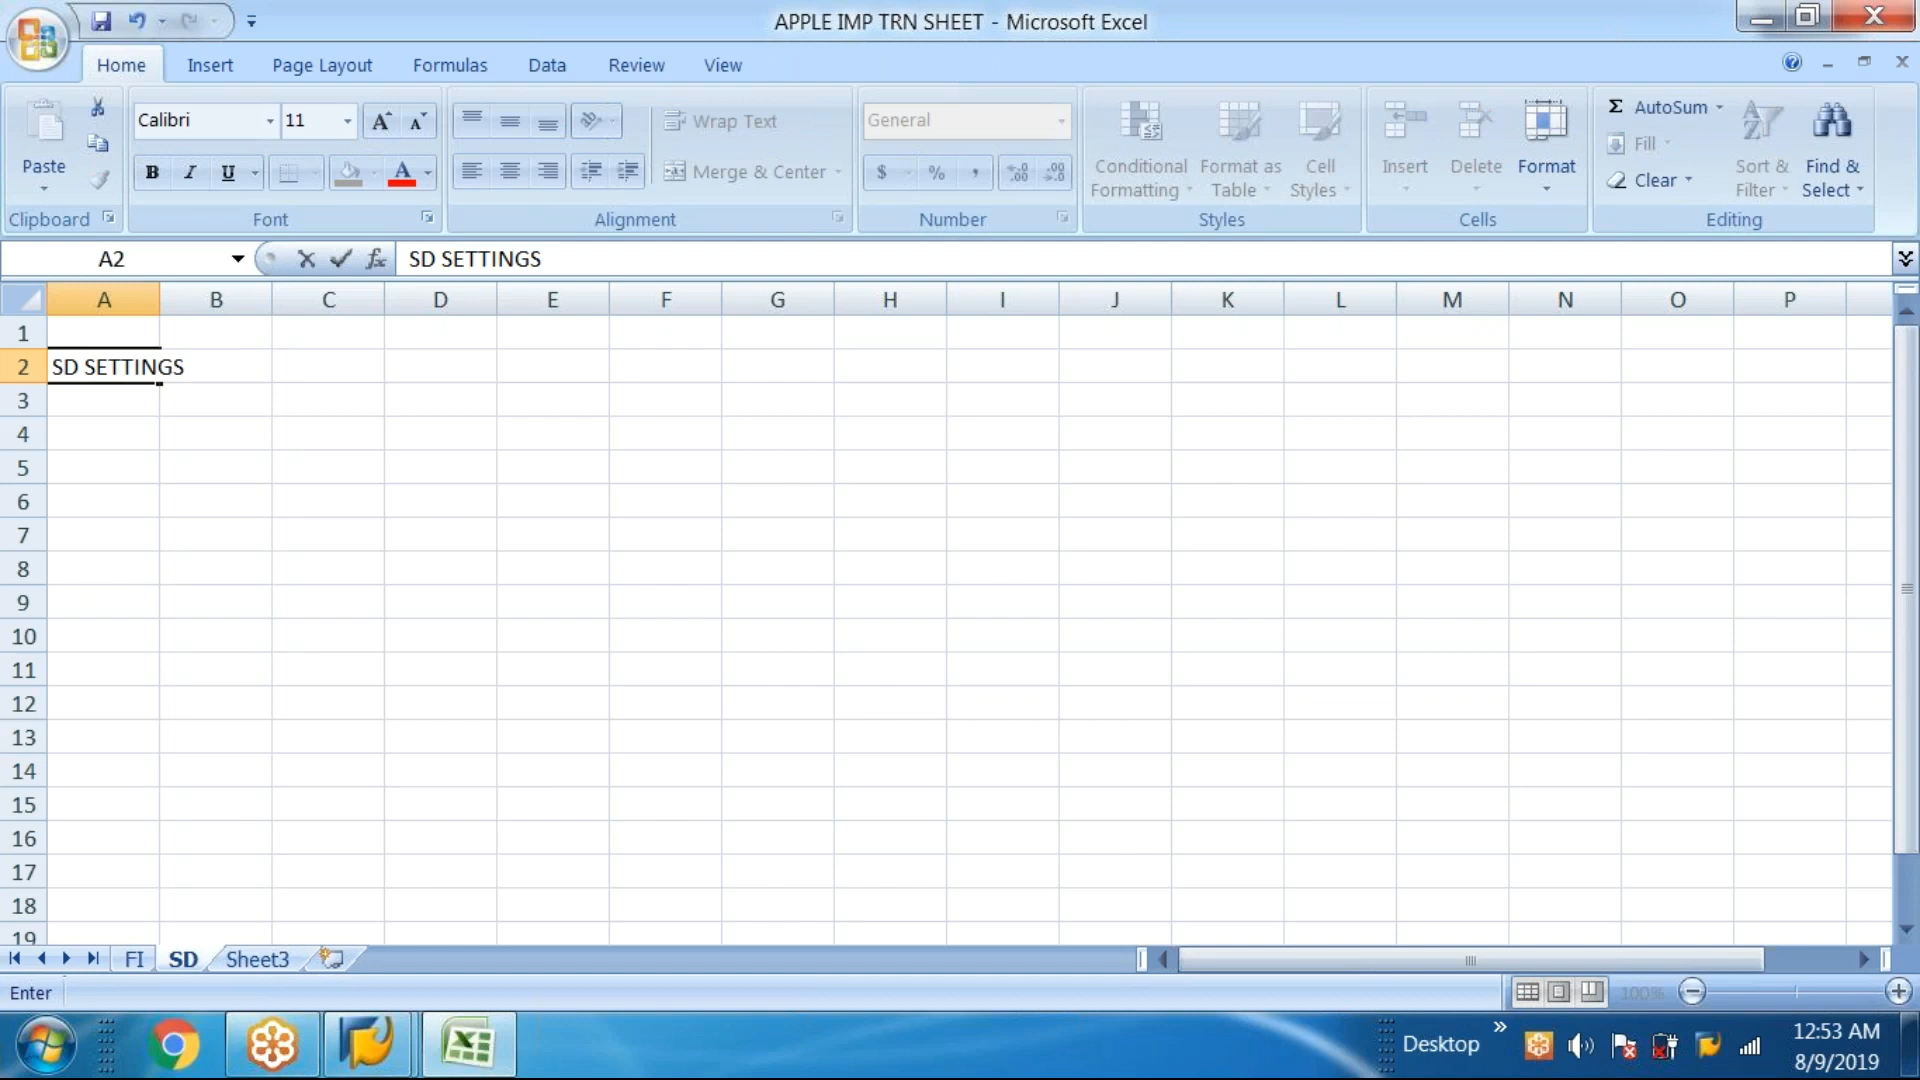 APPLE IMP TRN SHEET - Microsoft Excel
Home Insert Page Layout Formulas Data Review View
Paste
Clipboard
Calibri 11
A A
B I U A
Font
Wrap Text
Merge & Center
Alignment
General
$ % ,
Number
Conditional Formatting
Format as Table
Cell Styles
Styles
Insert Delete Format
Cells
Σ AutoSum
Fill
Clear
Sort & Filter
Find & Select
Editing
A2 fx SD SETTINGS
A B C D E F G H I J K L M N O P
1
2 SD SETTINGS
3
4
5
6
7
8
9
10
11
12
13
14
15
16
17
18
19
FI SD Sheet3
Enter 100%
Desktop »
12:53 AM
8/9/2019